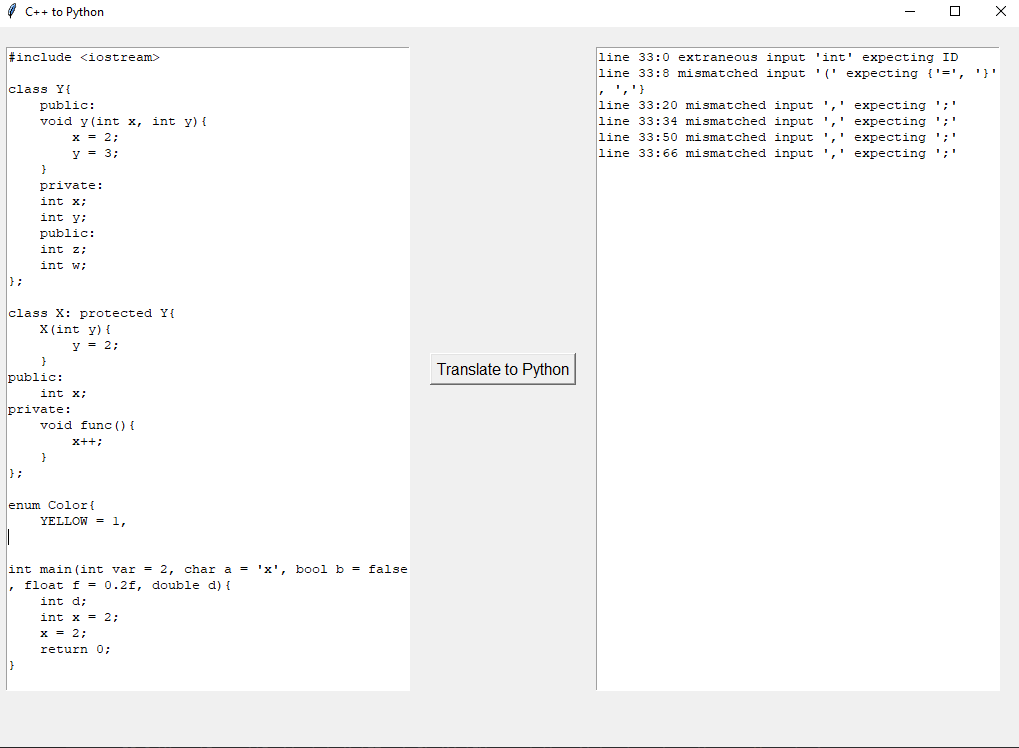 C++ to Python
#include <iostream>
class Y{
    public:
    void y(int x, int y){
        x = 2;
        y = 3;
    }
    private:
    int x;
    int y;
    public:
    int z;
    int w;
};
class X: protected Y{
    X(int y){
        y = 2;
    }
public:
    int x;
private:
    void func(){
        x++;
    }
};
enum Color{
    YELLOW = 1,
int main(int var = 2, char a = 'x', bool b = false
, float f = 0.2f, double d){
    int d;
    int x = 2;
    x = 2;
    return 0;
}
Translate to Python
line 33:0 extraneous input 'int' expecting ID
line 33:8 mismatched input '(' expecting {'=', '}'
, ','}
line 33:20 mismatched input ',' expecting ';'
line 33:34 mismatched input ',' expecting ';'
line 33:50 mismatched input ',' expecting ';'
line 33:66 mismatched input ',' expecting ';'